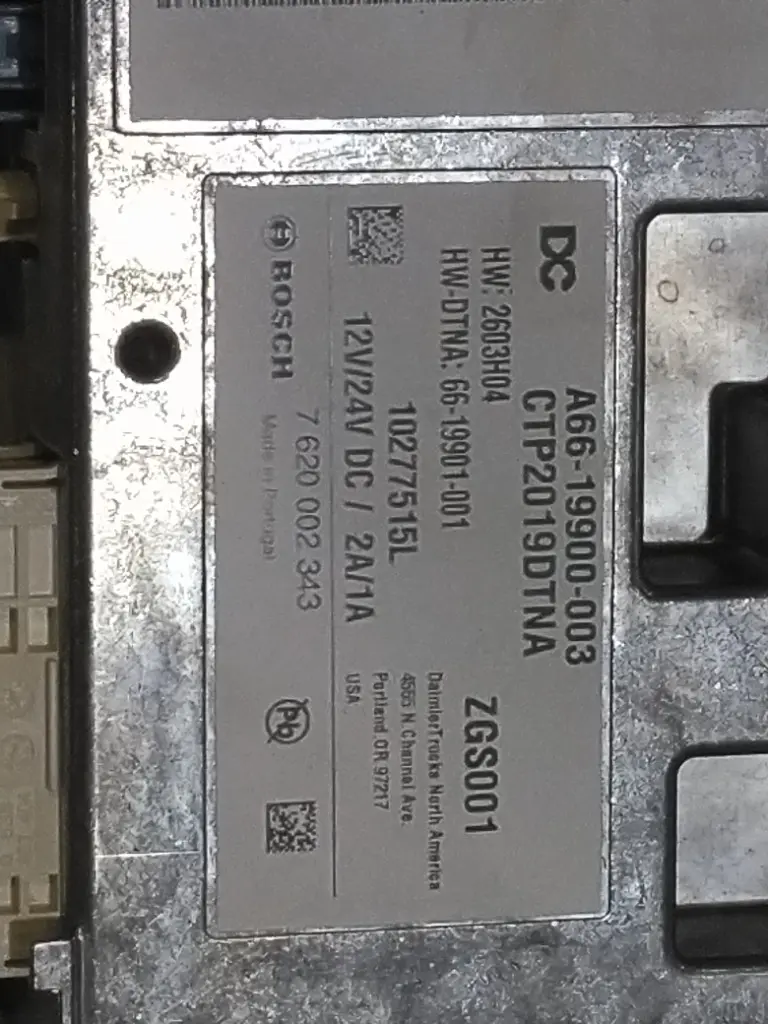 DC
A66-19900-003
CTP2019DTNA
HW: 2603H04
HW-DTNA: 66-19901-001
ZGS001
DaimlerTrucks North America
4555 N. Channel Ave.
Portland OR 97217
USA
10277515L
12V/24V DC / 2A/1A
BOSCH
7 620 002 343
Made in Portugal
Pb